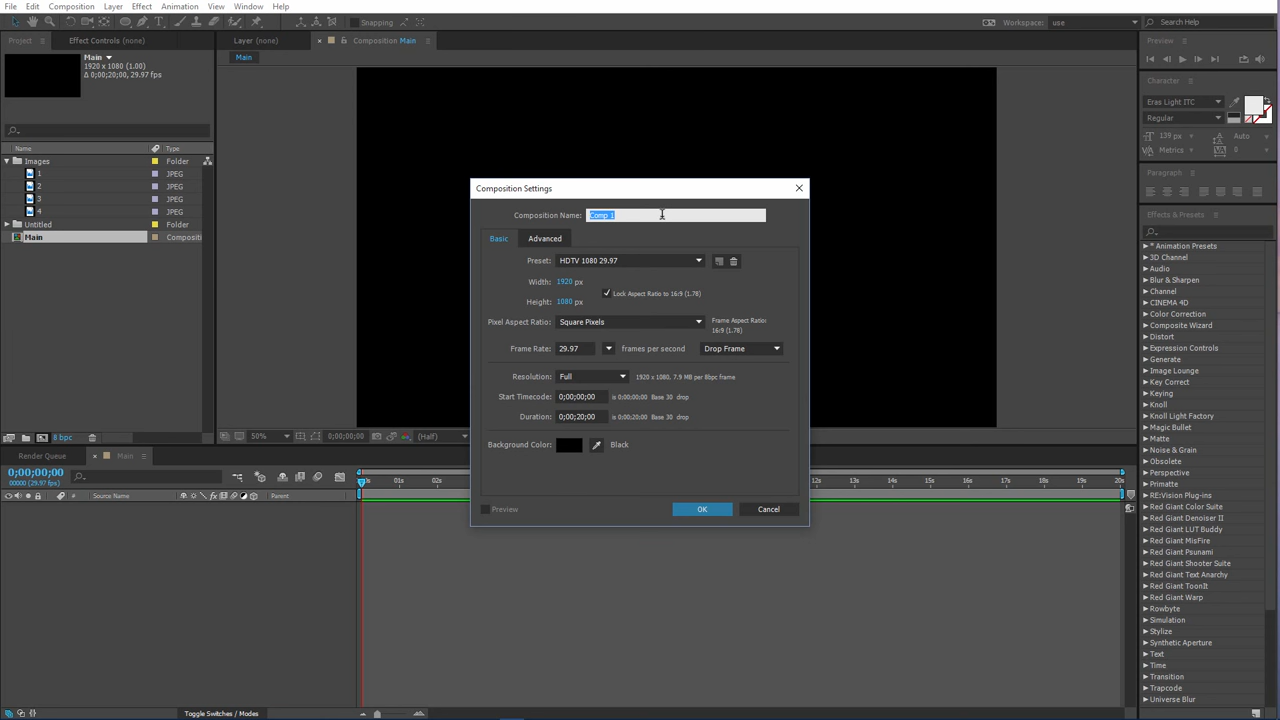 File Edit Composition Layer Effect Animation View Window Help
Snapping
Workspace: use
Search Help
Project
Effect Controls (none)
Layer (none)
Composition Main
Preview
Main
1920 x 1080 (1.00)
Δ 0;00;20;00, 29.97 fps
Main
Character
Eras Light ITC
Regular
139 px
Auto
Metrics
0
Name
Type
Images
Folder
1
JPEG
2
JPEG
3
JPEG
4
JPEG
Untitled
Folder
Main
Compositi
Paragraph
Effects & Presets
* Animation Presets
3D Channel
Audio
Blur & Sharpen
Channel
CINEMA 4D
Color Correction
Composite Wizard
Distort
Expression Controls
Generate
Image Lounge
Key Correct
Keying
Knoll
Knoll Light Factory
Magic Bullet
Matte
Noise & Grain
Obsolete
Perspective
Primatte
RE:Vision Plug-ins
Red Giant Color Suite
Red Giant Denoiser II
Red Giant LUT Buddy
Red Giant MisFire
Red Giant Psunami
Red Giant Shooter Suite
Red Giant Text Anarchy
Red Giant ToonIt
Red Giant Warp
Rowbyte
Simulation
Stylize
Synthetic Aperture
Text
Time
Transition
Trapcode
Universe Blur
Composition Settings
Composition Name: Comp 1
Basic
Advanced
Preset: HDTV 1080 29.97
Width: 1920 px
Lock Aspect Ratio to 16:9 (1.78)
Height: 1080 px
Pixel Aspect Ratio: Square Pixels
Frame Aspect Ratio:
16:9 (1.78)
Frame Rate: 29.97 frames per second Drop Frame
Resolution: Full 1920 x 1080, 7.9 MB per 8bpc frame
Start Timecode: 0;00;00;00 is 0;00;00;00 Base 30 drop
Duration: 0;00;20;00 is 0;00;20;00 Base 30 drop
Background Color: Black
Preview
OK
Cancel
8 bpc
50%
0;00;00;00
(Half)
Render Queue
Main
0;00;00;00
00000 (29.97 fps)
Source Name
Parent
01s 02s 12s 13s 14s 15s 16s 17s 18s 19s 20s
Toggle Switches / Modes